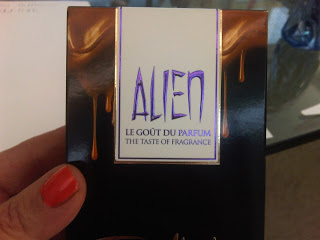 ALIEN
LE GOÛT DU PARFUM
THE TASTE OF FRAGRANCE